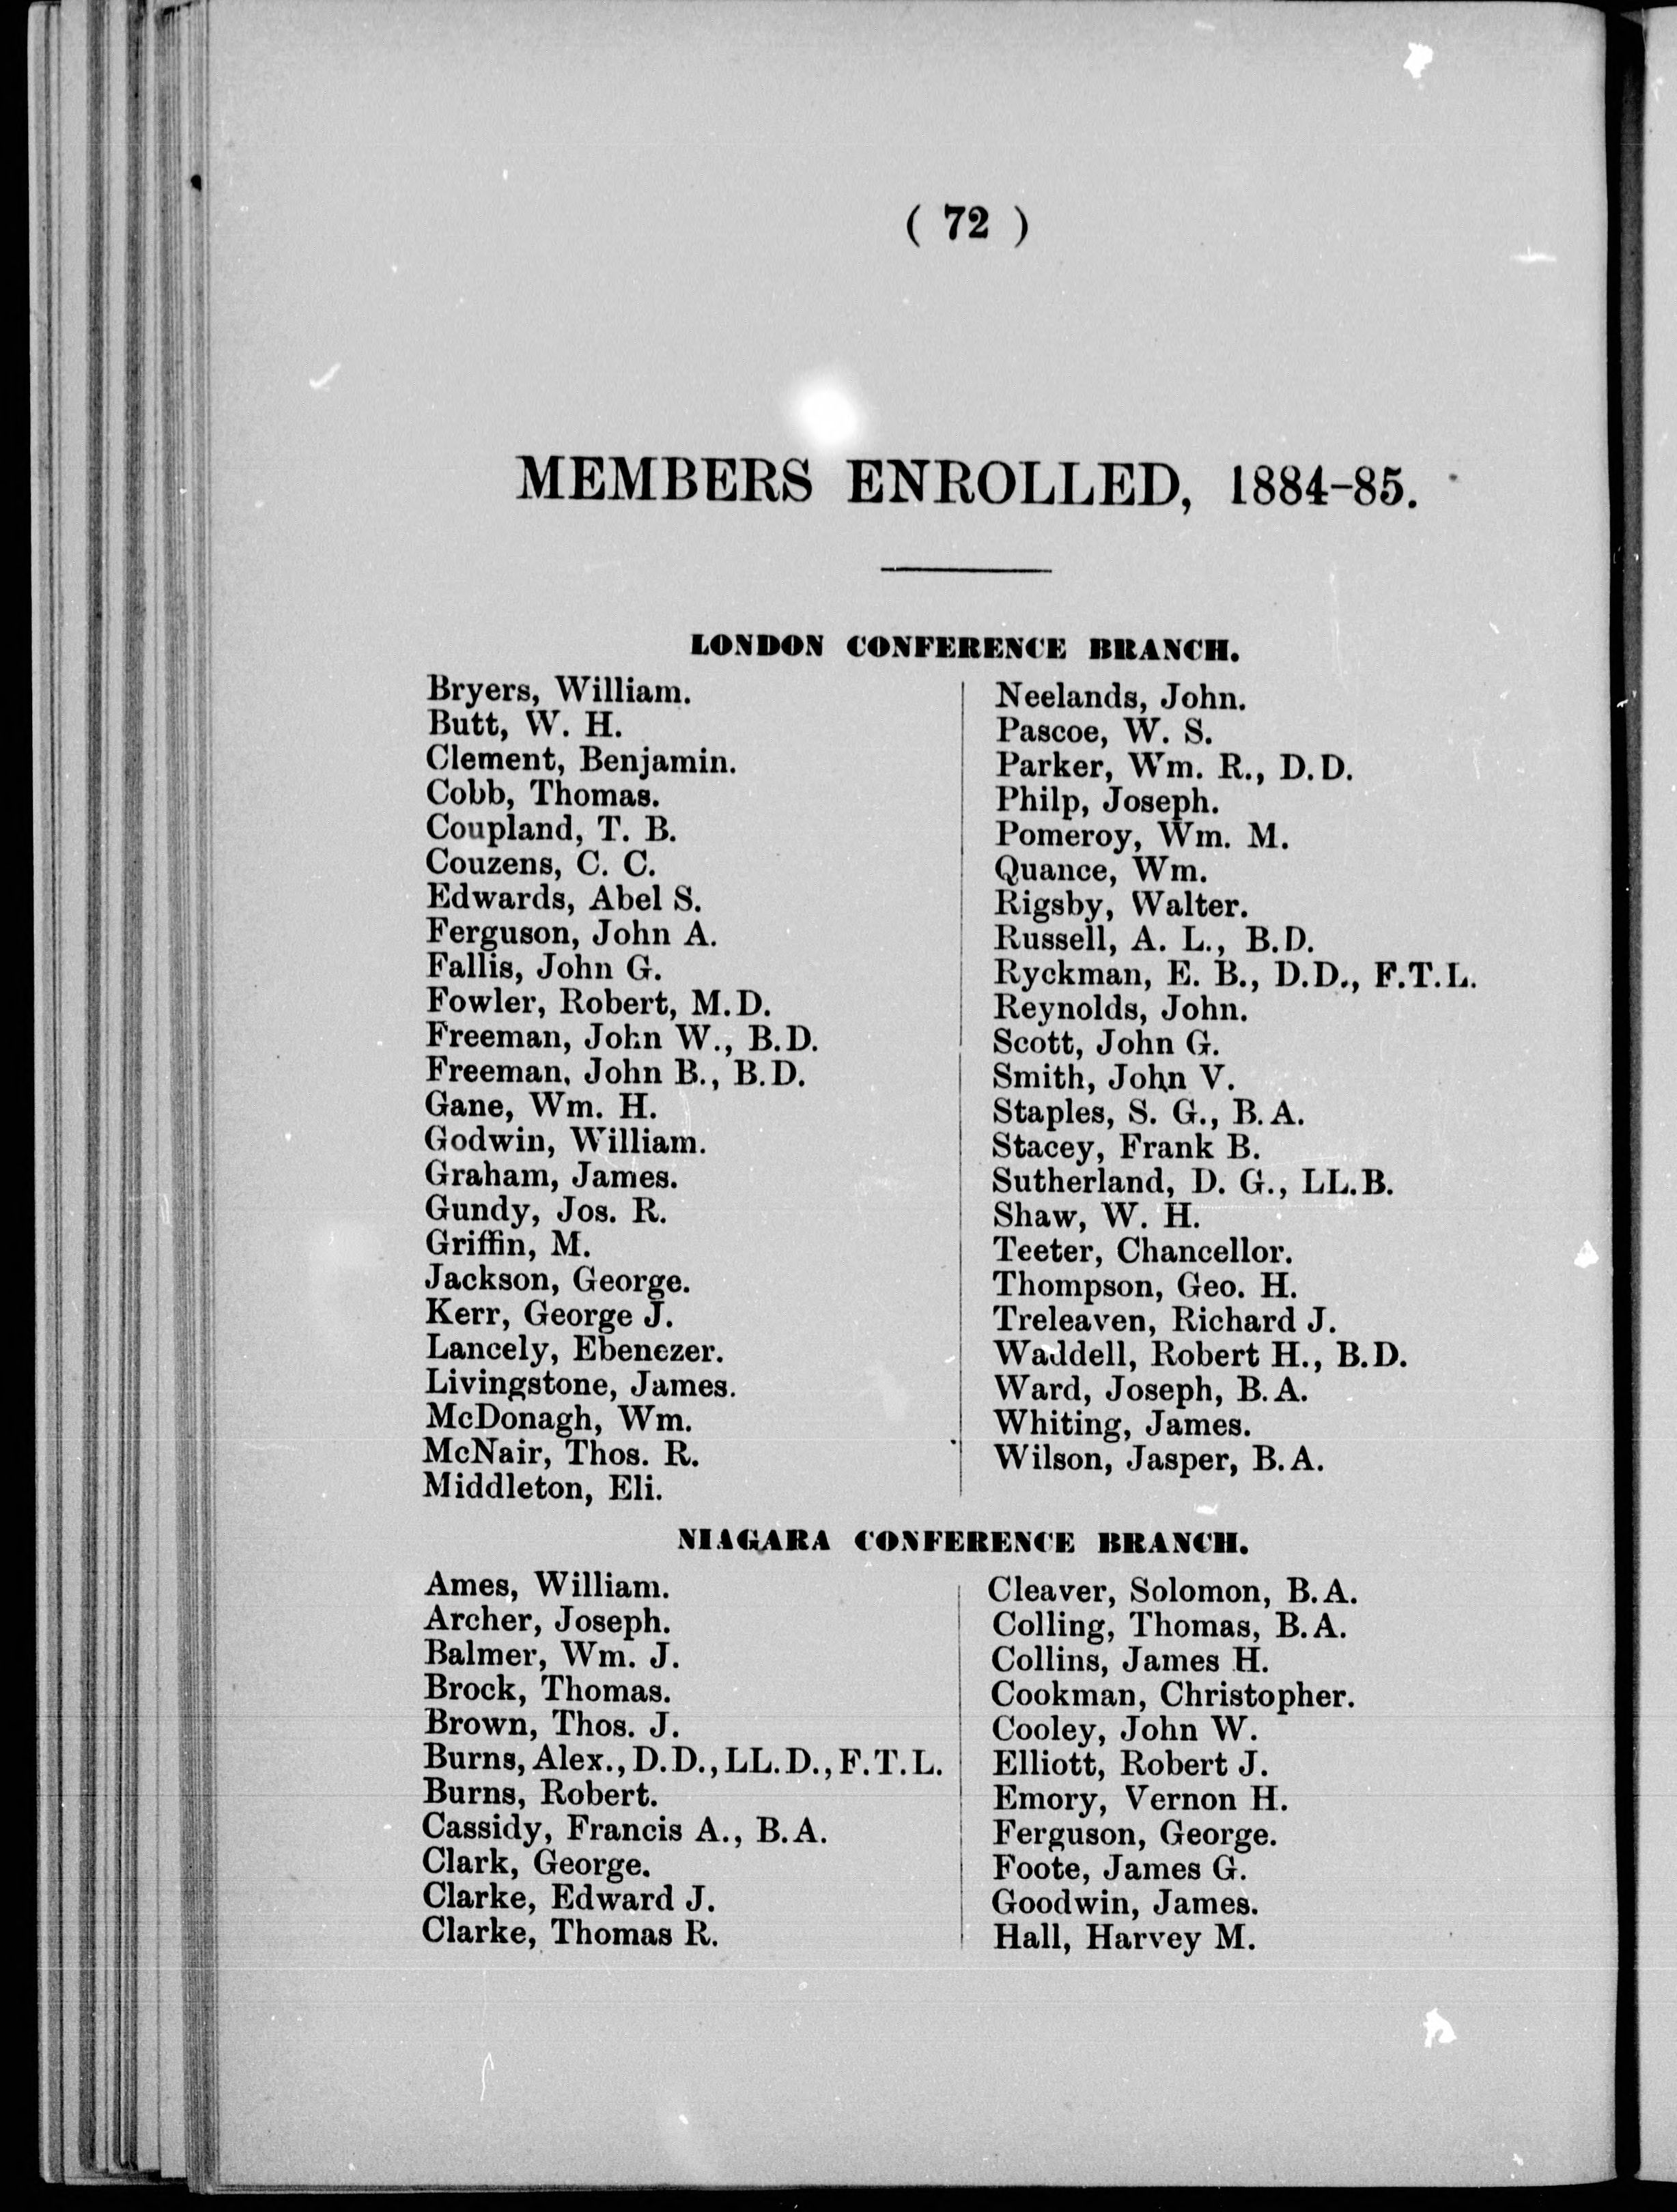 ( 72 )
MEMBERS ENROLLED, 1884-85.
LONDON CONFERENCE BRANCH.
Bryers, William.
Butt, W. H.
Clement, Benjamin.
Cobb, Thomas.
Coupland, T. B.
Couzens, C. C.
Edwards, Abel S.
Ferguson, John A.
Fallis, John G.
Fowler, Robert, M.D.
Freeman, John W., B.D.
Freeman, John B., B.D.
Gane, Wm. H.
Godwin, William.
Graham, James.
Gundy, Jos. R.
Griffin, M.
Jackson, George.
Kerr, George J.
Lancely, Ebenezer.
Livingstone, James.
McDonagh, Wm.
McNair, Thos. R.
Middleton, Eli.
Neelands, John.
Pascoe, W. S.
Parker, Wm. R., D.D.
Philp, Joseph.
Pomeroy, Wm. M.
Quance, Wm.
Rigsby, Walter.
Russell, A. L., B.D.
Ryckman, E. B., D.D., F.T.L.
Reynolds, John.
Scott, John G.
Smith, John V.
Staples, S. G., B.A.
Stacey, Frank B.
Sutherland, D. G., LL.B.
Shaw, W. H.
Teeter, Chancellor.
Thompson, Geo. H.
Treleaven, Richard J.
Waddell, Robert H., B.D.
Ward, Joseph, B.A.
Whiting, James.
Wilson, Jasper, B.A.
NIAGARA CONFERENCE BRANCH.
Ames, William.
Archer, Joseph.
Balmer, Wm. J.
Brock, Thomas.
Brown, Thos. J.
Burns, Alex., D.D., LL.D., F.T.L.
Burns, Robert.
Cassidy, Francis A., B.A.
Clark, George.
Clarke, Edward J.
Clarke, Thomas R.
Cleaver, Solomon, B.A.
Colling, Thomas, B.A.
Collins, James H.
Cookman, Christopher.
Cooley, John W.
Elliott, Robert J.
Emory, Vernon H.
Ferguson, George.
Foote, James G.
Goodwin, James.
Hall, Harvey M.